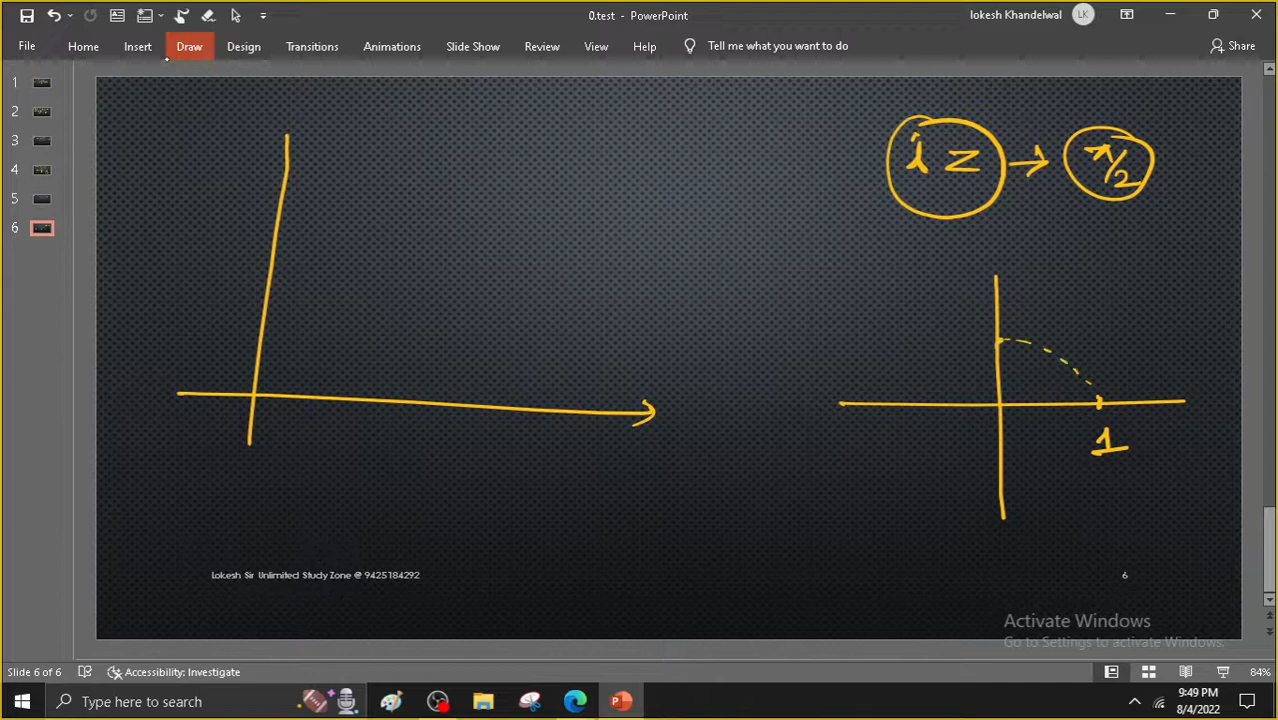 0.test - PowerPoint
lokesh Khandelwal
LK
File Home Insert Draw Design Transitions Animations Slide Show Review View Help Tell me what you want to do Share
1
2
3
4
5
6
iz → π/2
1
Lokesh Sir Unlimited Study Zone @ 9425184292
6
Activate Windows
Go to Settings to activate Windows.
Slide 6 of 6 Accessibility: Investigate 84%
Type here to search
9:49 PM
8/4/2022